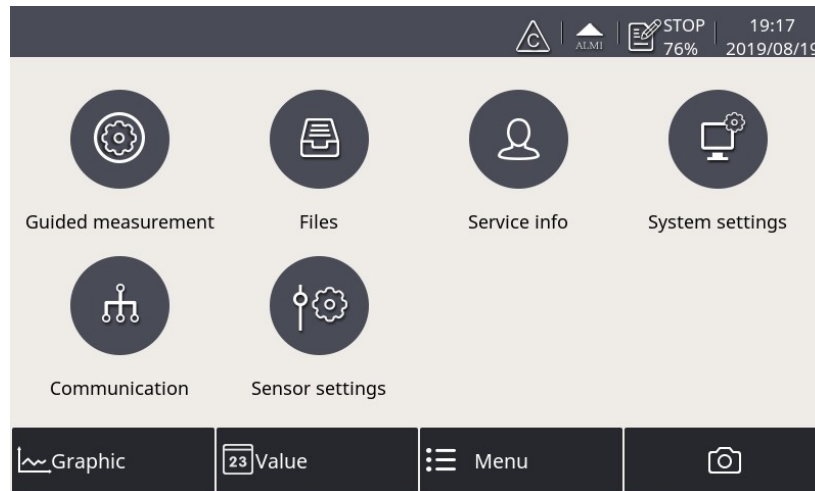 C
ALMI
STOP
76%
19:17
2019/08/19
Guided measurement
Files
Service info
System settings
Communication
Sensor settings
Graphic
23
Value
Menu